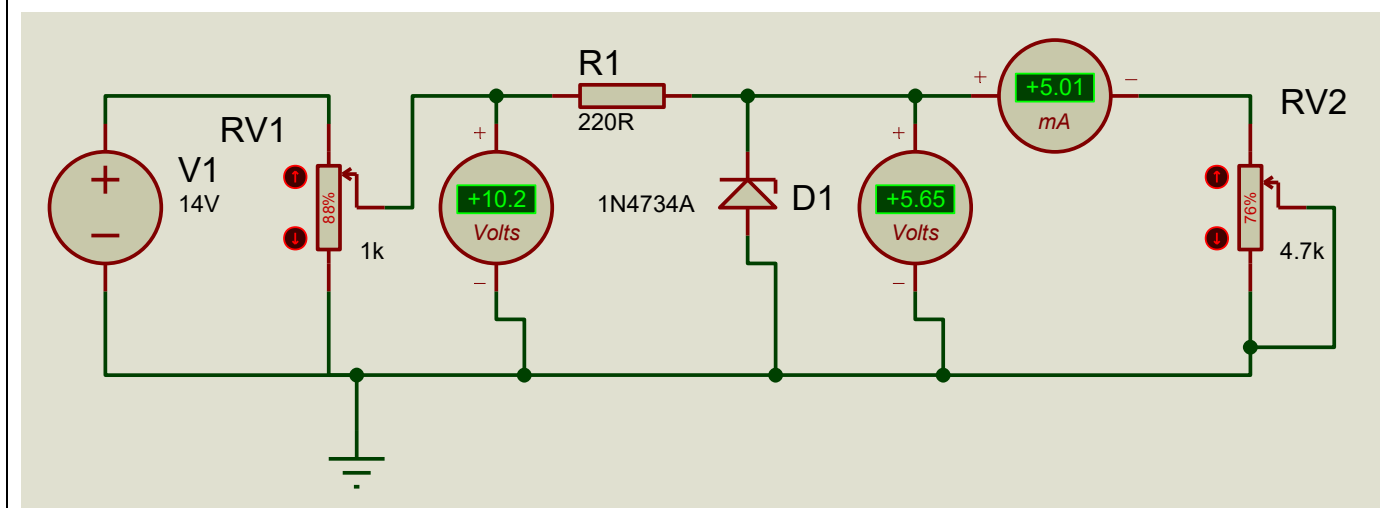 V1
14V
RV1
88%
1k
+
+10.2
Volts
−
R1
220R
1N4734A
D1
+
+5.65
Volts
−
+
+5.01
mA
−
RV2
76%
4.7k